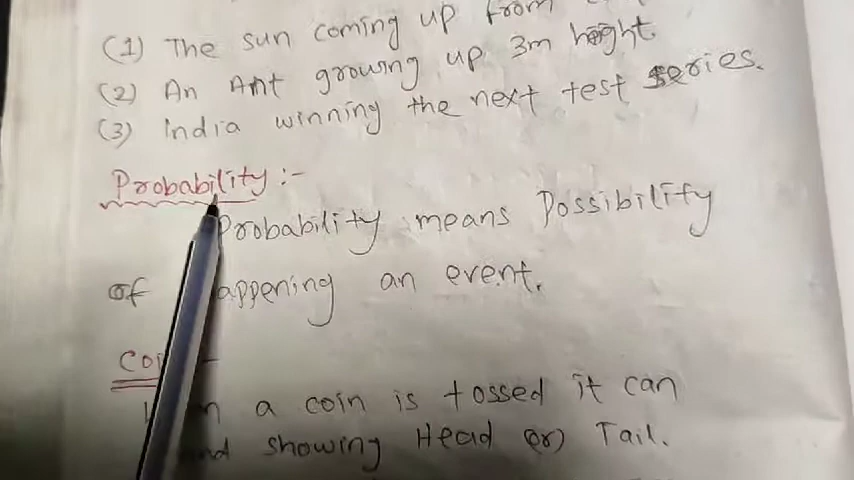 (1) The sun coming up from
(2) An Ant growing up 3m height.
(3) India winning the next test series.
Probability :-
Probability means Possibility
of appening an event.
Coi -
a coin is tossed it can
showing Head (or) Tail.